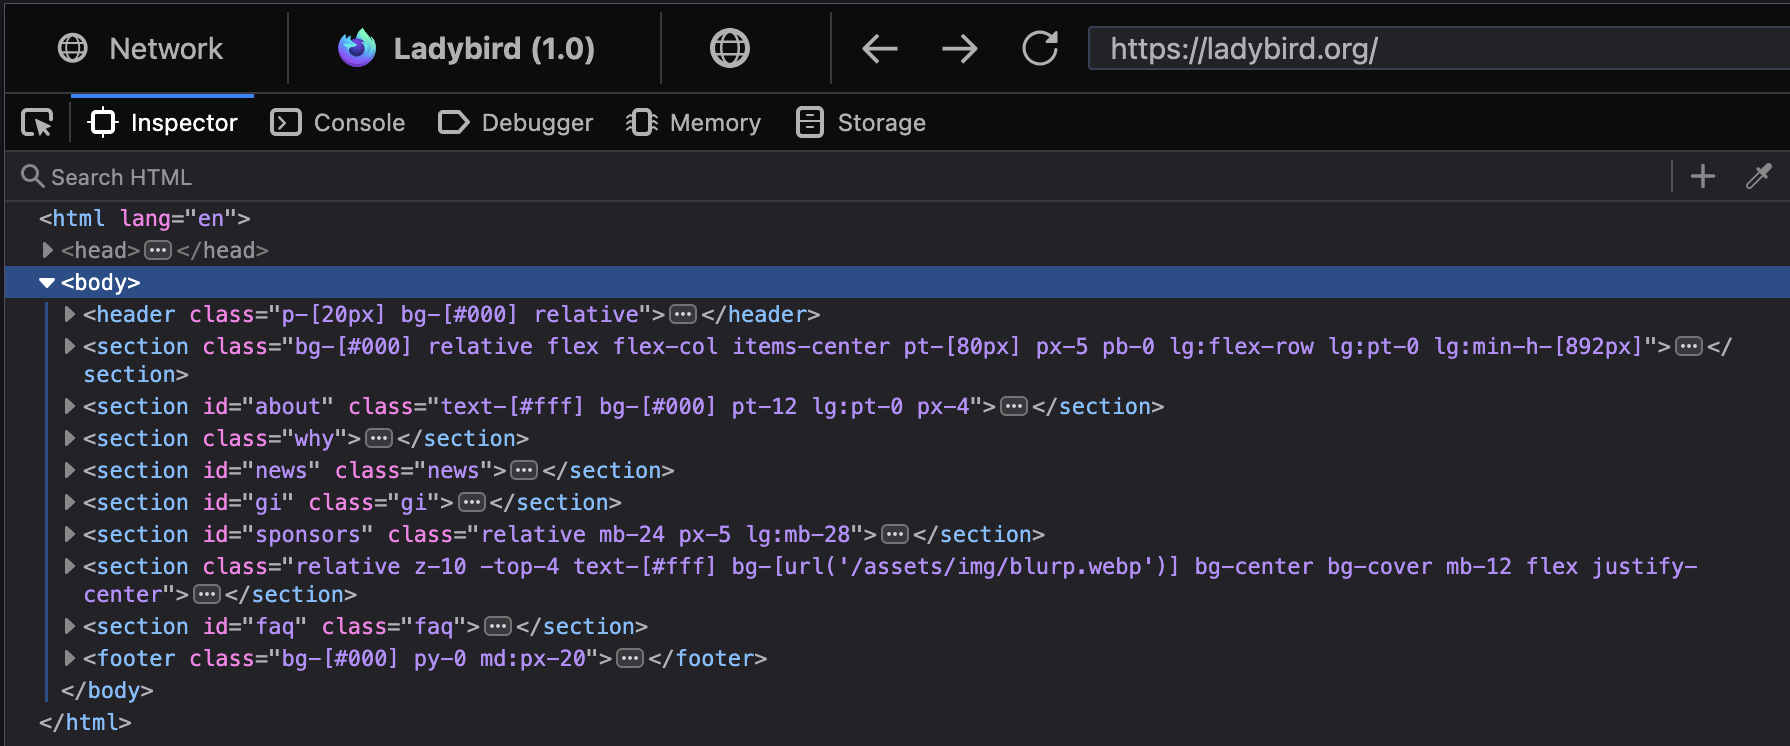 Network Ladybird (1.0) https://ladybird.org/
Inspector Console Debugger Memory Storage
Search HTML
<html lang="en">
<head>…</head>
<body>
<header class="p-[20px] bg-[#000] relative">…</header>
<section class="bg-[#000] relative flex flex-col items-center pt-[80px] px-5 pb-0 lg:flex-row lg:pt-0 lg:min-h-[892px]">…</
section>
<section id="about" class="text-[#fff] bg-[#000] pt-12 lg:pt-0 px-4">…</section>
<section class="why">…</section>
<section id="news" class="news">…</section>
<section id="gi" class="gi">…</section>
<section id="sponsors" class="relative mb-24 px-5 lg:mb-28">…</section>
<section class="relative z-10 -top-4 text-[#fff] bg-[url('/assets/img/blurp.webp')] bg-center bg-cover mb-12 flex justify-
center">…</section>
<section id="faq" class="faq">…</section>
<footer class="bg-[#000] py-0 md:px-20">…</footer>
</body>
</html>